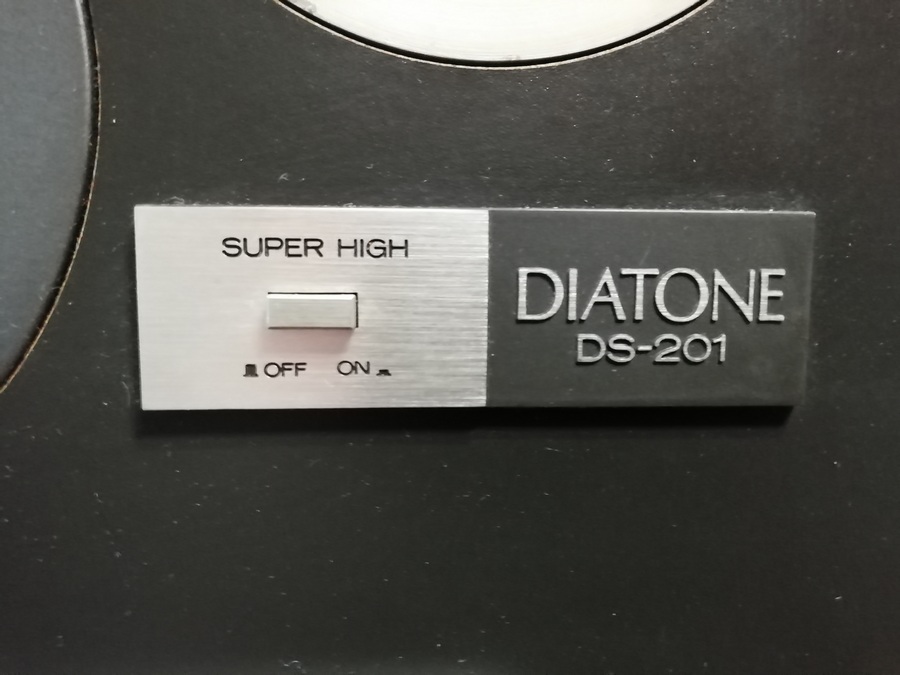 SUPER HIGH
OFF ON
DIATONE
DS-201